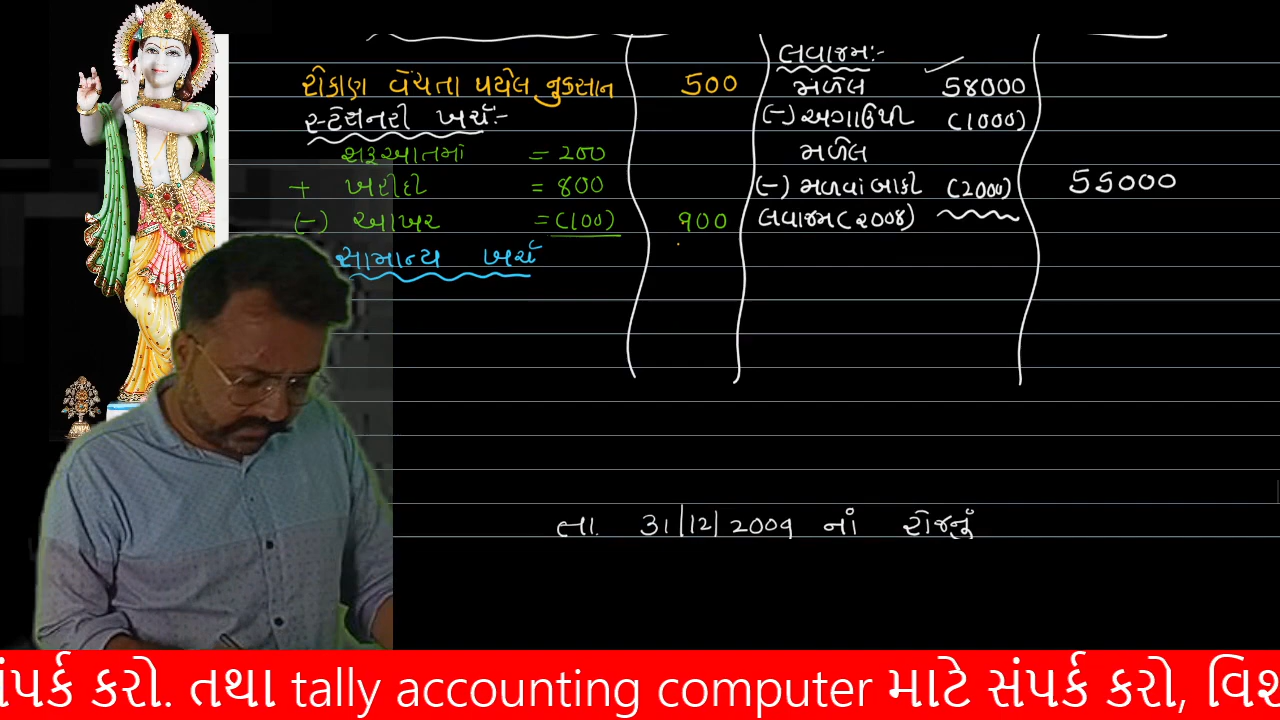 રોકાણ વેંચતા થયેલ નુકસાન 500
સ્ટેશનરી ખર્ચ:-
શરૂઆતમાં = 200
+ ખરીદી = 800
(-) આખર = (100) ૧00
સામાન્ય ખર્ચ
લવાજમ:-
મળેલ 58000
(-) અગાઉથી (1000)
મળેલ
(-) મળવાં બાકી (2000) 55000
લવાજમ (૨00૪)
તા. 31/12/2009 નાં રોજનું
સંપર્ક કરો. તથા tally accounting computer માટે સંપર્ક કરો,